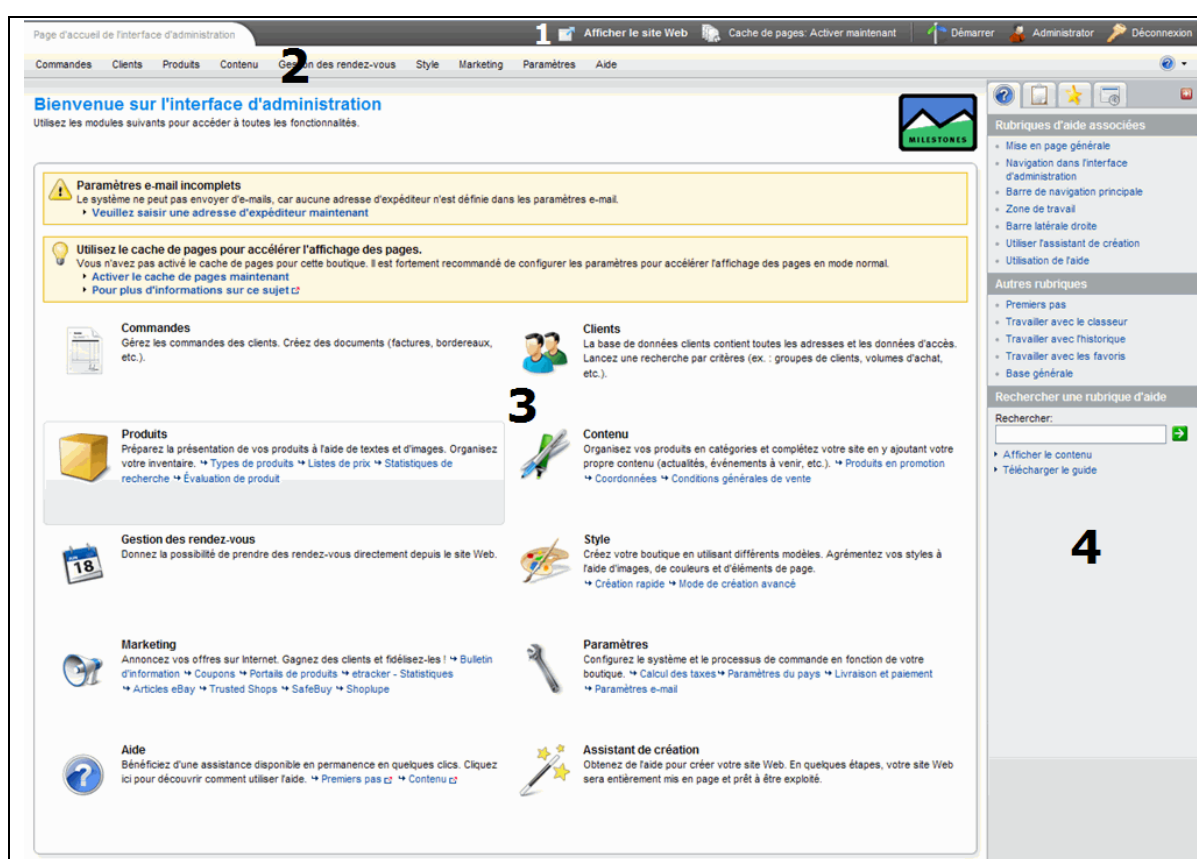 Page d'accueil de l'interface d'administration
1 Afficher le site Web Cache de pages: Activer maintenant Démarrer Administrator Déconnexion
Commandes Clients Produits Contenu Gestion des rendez-vous Style Marketing Paramètres Aide
2
Bienvenue sur l'interface d'administration
Utilisez les modules suivants pour accéder à toutes les fonctionnalités.
MILESTONES
Paramètres e-mail incomplets
Le système ne peut pas envoyer d'e-mails, car aucune adresse d'expéditeur n'est définie dans les paramètres e-mail.
Veuillez saisir une adresse d'expéditeur maintenant
Utilisez le cache de pages pour accélérer l'affichage des pages.
Vous n'avez pas activé le cache de pages pour cette boutique. Il est fortement recommandé de configurer les paramètres pour accélérer l'affichage des pages en mode normal.
Activer le cache de pages maintenant
Pour plus d'informations sur ce sujet
Commandes
Gérez les commandes des clients. Créez des documents (factures, bordereaux,
etc.).
Clients
La base de données clients contient toutes les adresses et les données d'accès.
Lancez une recherche par critères (ex. : groupes de clients, volumes d'achat,
etc.).
3
Produits
Préparez la présentation de vos produits à l'aide de textes et d'images. Organisez
votre inventaire. Types de produits Listes de prix Statistiques de
recherche Évaluation de produit
Contenu
Organisez vos produits en catégories et complétez votre site en y ajoutant votre
propre contenu (actualités, événements à venir, etc.). Produits en promotion
Coordonnées Conditions générales de vente
Gestion des rendez-vous
Donnez la possibilité de prendre des rendez-vous directement depuis le site Web.
18
Style
Créez votre boutique en utilisant différents modèles. Agrémentez vos styles à
l'aide d'images, de couleurs et d'éléments de page.
Création rapide Mode de création avancé
Marketing
Annoncez vos offres sur Internet. Gagnez des clients et fidélisez-les ! Bulletin
d'information Coupons Portails de produits etracker - Statistiques
Articles eBay Trusted Shops SafeBuy Shoplupe
Paramètres
Configurez le système et le processus de commande en fonction de votre
boutique. Calcul des taxes Paramètres du pays Livraison et paiement
Paramètres e-mail
Aide
Bénéficiez d'une assistance disponible en permanence en quelques clics. Cliquez
ici pour découvrir comment utiliser l'aide. Premiers pas Contenu
Assistant de création
Obtenez de l'aide pour créer votre site Web. En quelques étapes, votre site Web
sera entièrement mis en page et prêt à être exploité.
Rubriques d'aide associées
Mise en page générale
Navigation dans l'interface
d'administration
Barre de navigation principale
Zone de travail
Barre latérale droite
Utiliser l'assistant de création
Utilisation de l'aide
Autres rubriques
Premiers pas
Travailler avec le classeur
Travailler avec l'historique
Travailler avec les favoris
Base générale
Rechercher une rubrique d'aide
Rechercher:
Afficher le contenu
Télécharger le guide
4